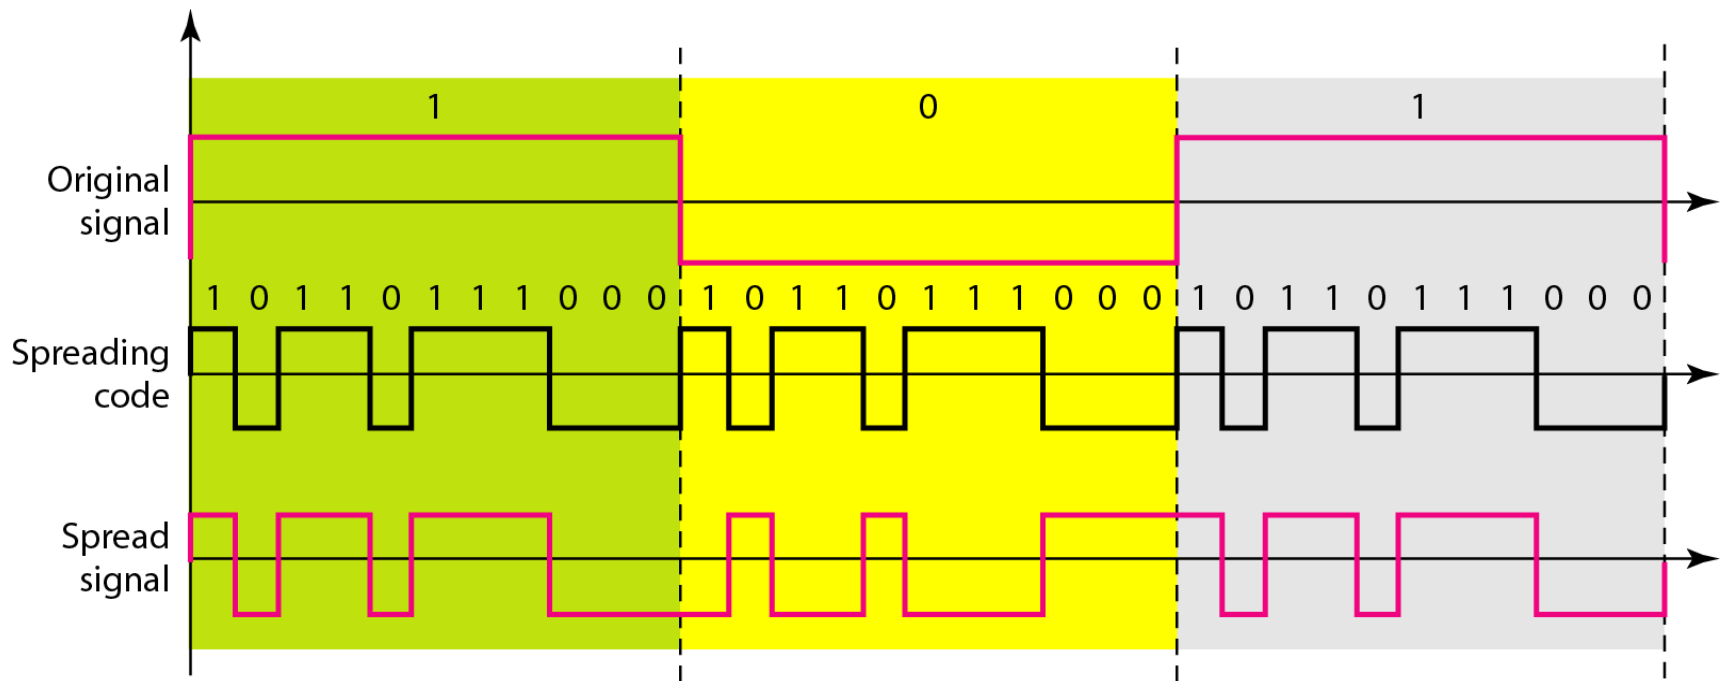 1 0 1
Original
signal
1 0 1 1 0 1 1 1 0 0 0 1 0 1 1 0 1 1 1 0 0 0 1 0 1 1 0 1 1 1 0 0 0
Spreading
code
Spread
signal